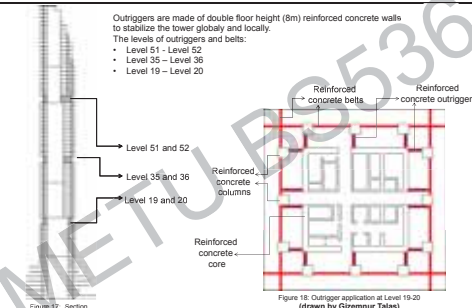 Outriggers are made of double floor height (8m) reinforced concrete walls
to stabilize the tower globally and locally.
The levels of outriggers and belts:
• Level 51 - Level 52
• Level 35 – Level 36
• Level 19 – Level 20
Level 51 and 52
Level 35 and 36
Level 19 and 20
Reinforced
concrete belts
Reinforced
concrete outrigger
Reinforced
concrete
columns
Reinforced
concrete
core
Figure 17: Section
Figure 18: Outrigger application at Level 19-20
(drawn by Gizemnur Talas)
METU BS536